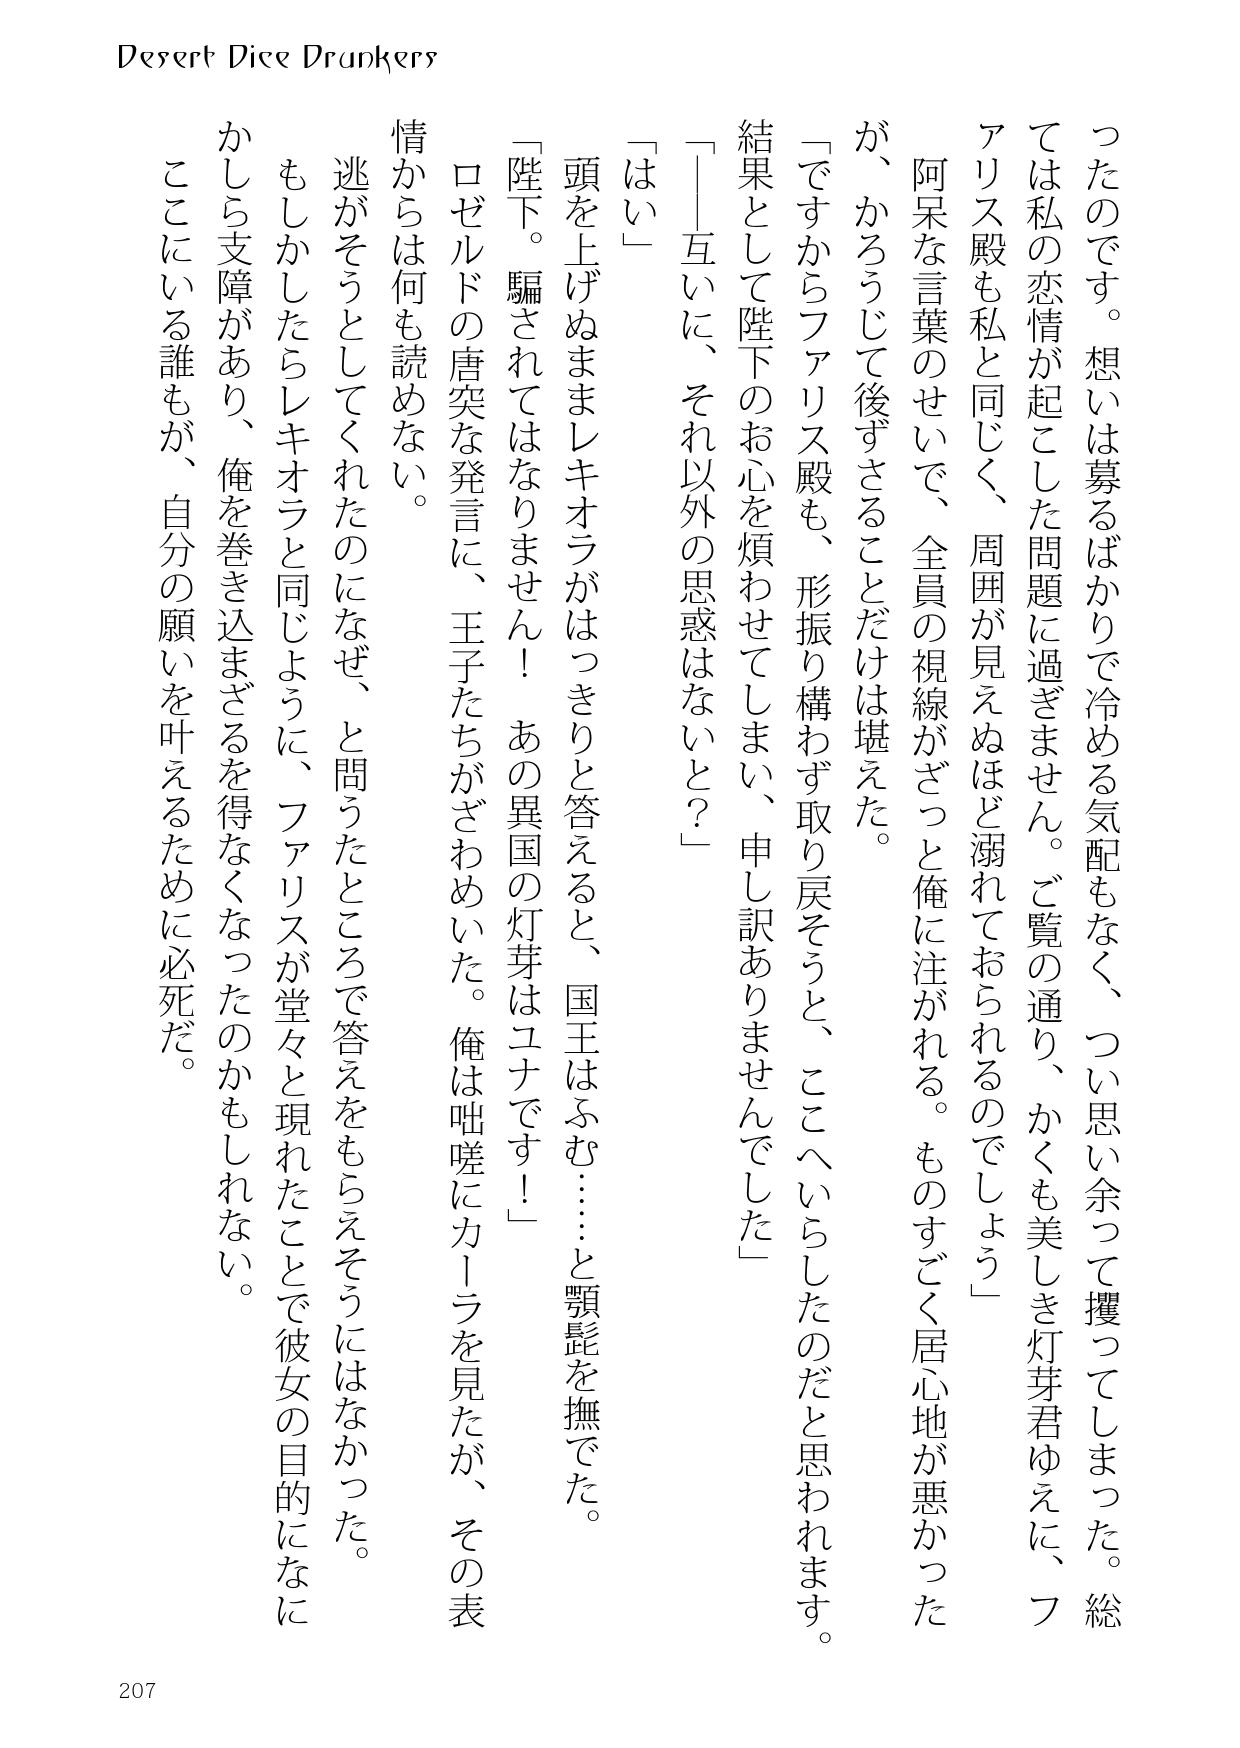 Desert Dice Drunkers
ったのです。想いは募るばかりで冷める気配もなく、つい思い余って攫ってしまった。総
ては私の恋情が起こした問題に過ぎません。ご覧の通り、かくも美しき灯芽君ゆえに、フ
ァリス殿も私と同じく、周囲が見えぬほど溺れておられるのでしょう」
　阿呆な言葉のせいで、全員の視線がざっと俺に注がれる。ものすごく居心地が悪かった
が、かろうじて後ずさることだけは堪えた。
「ですからファリス殿も、形振り構わず取り戻そうと、ここへいらしたのだと思われます。
結果として陛下のお心を煩わせてしまい、申し訳ありませんでした」
「――互いに、それ以外の思惑はないと？」
「はい」
　頭を上げぬままレキオラがはっきりと答えると、国王はふむ……と顎髭を撫でた。
「陛下。騙されてはなりません！　あの異国の灯芽はユナです！」
　ロゼルドの唐突な発言に、王子たちがざわめいた。俺は咄嗟にカーラを見たが、その表
情からは何も読めない。
　逃がそうとしてくれたのになぜ、と問うたところで答えをもらえそうにはなかった。
　もしかしたらレキオラと同じように、ファリスが堂々と現れたことで彼女の目的になに
かしら支障があり、俺を巻き込まざるを得なくなったのかもしれない。
　ここにいる誰もが、自分の願いを叶えるために必死だ。
207